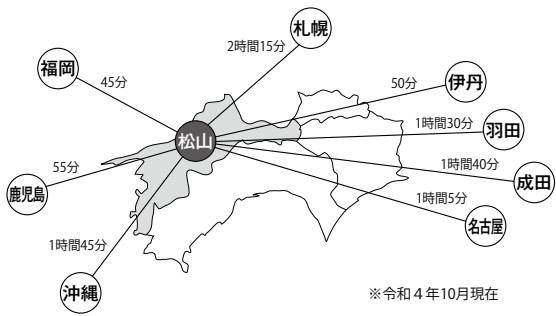 札幌
2時間15分
福岡
45分
伊丹
50分
羽田
1時間30分
松山
成田
1時間40分
鹿児島
55分
名古屋
1時間5分
沖縄
1時間45分
※令和４年10月現在